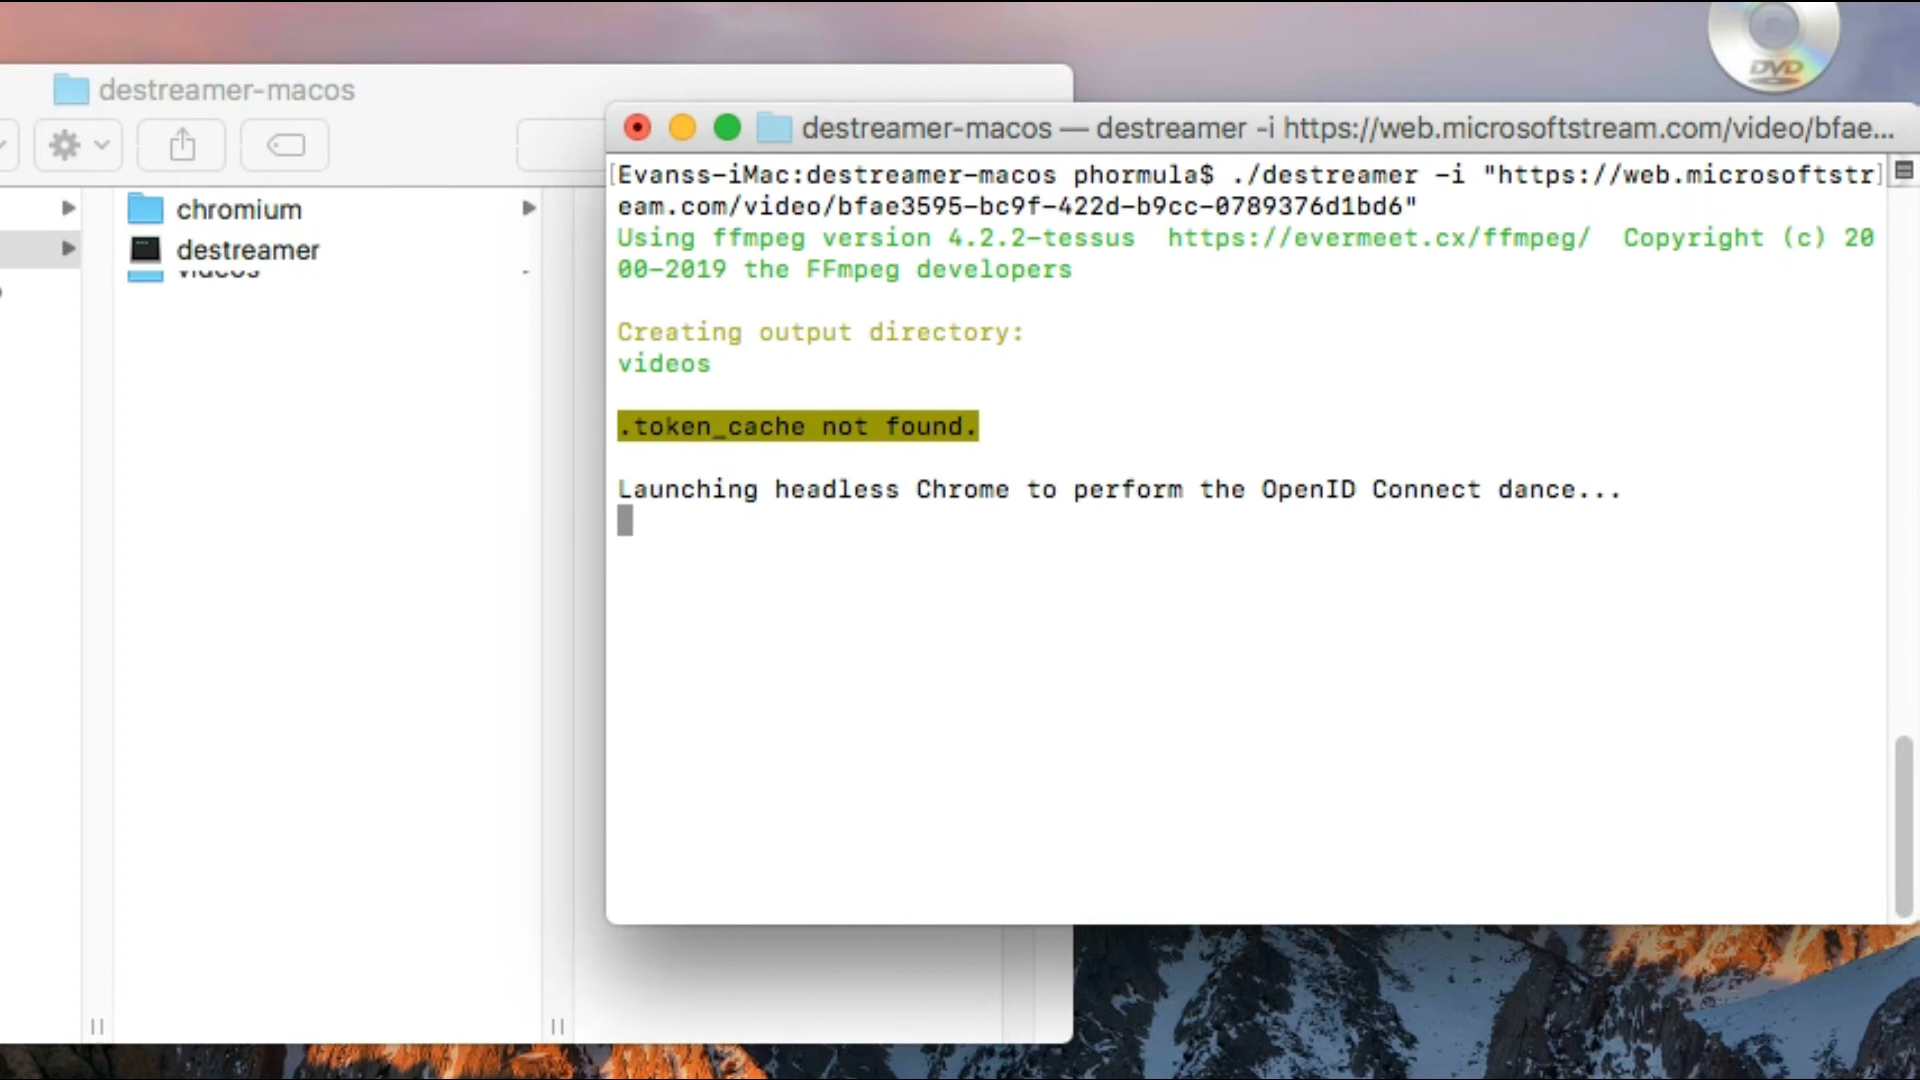 destreamer-macos
chromium
destreamer
videos
DVD
destreamer-macos — destreamer -i https://web.microsoftstream.com/video/bfae...
[Evanss-iMac:destreamer-macos phormula$ ./destreamer -i "https://web.microsoftstr]
eam.com/video/bfae3595-bc9f-422d-b9cc-0789376d1bd6"
Using ffmpeg version 4.2.2-tessus  https://evermeet.cx/ffmpeg/  Copyright (c) 20
00-2019 the FFmpeg developers
Creating output directory:
videos
.token_cache not found.
Launching headless Chrome to perform the OpenID Connect dance...